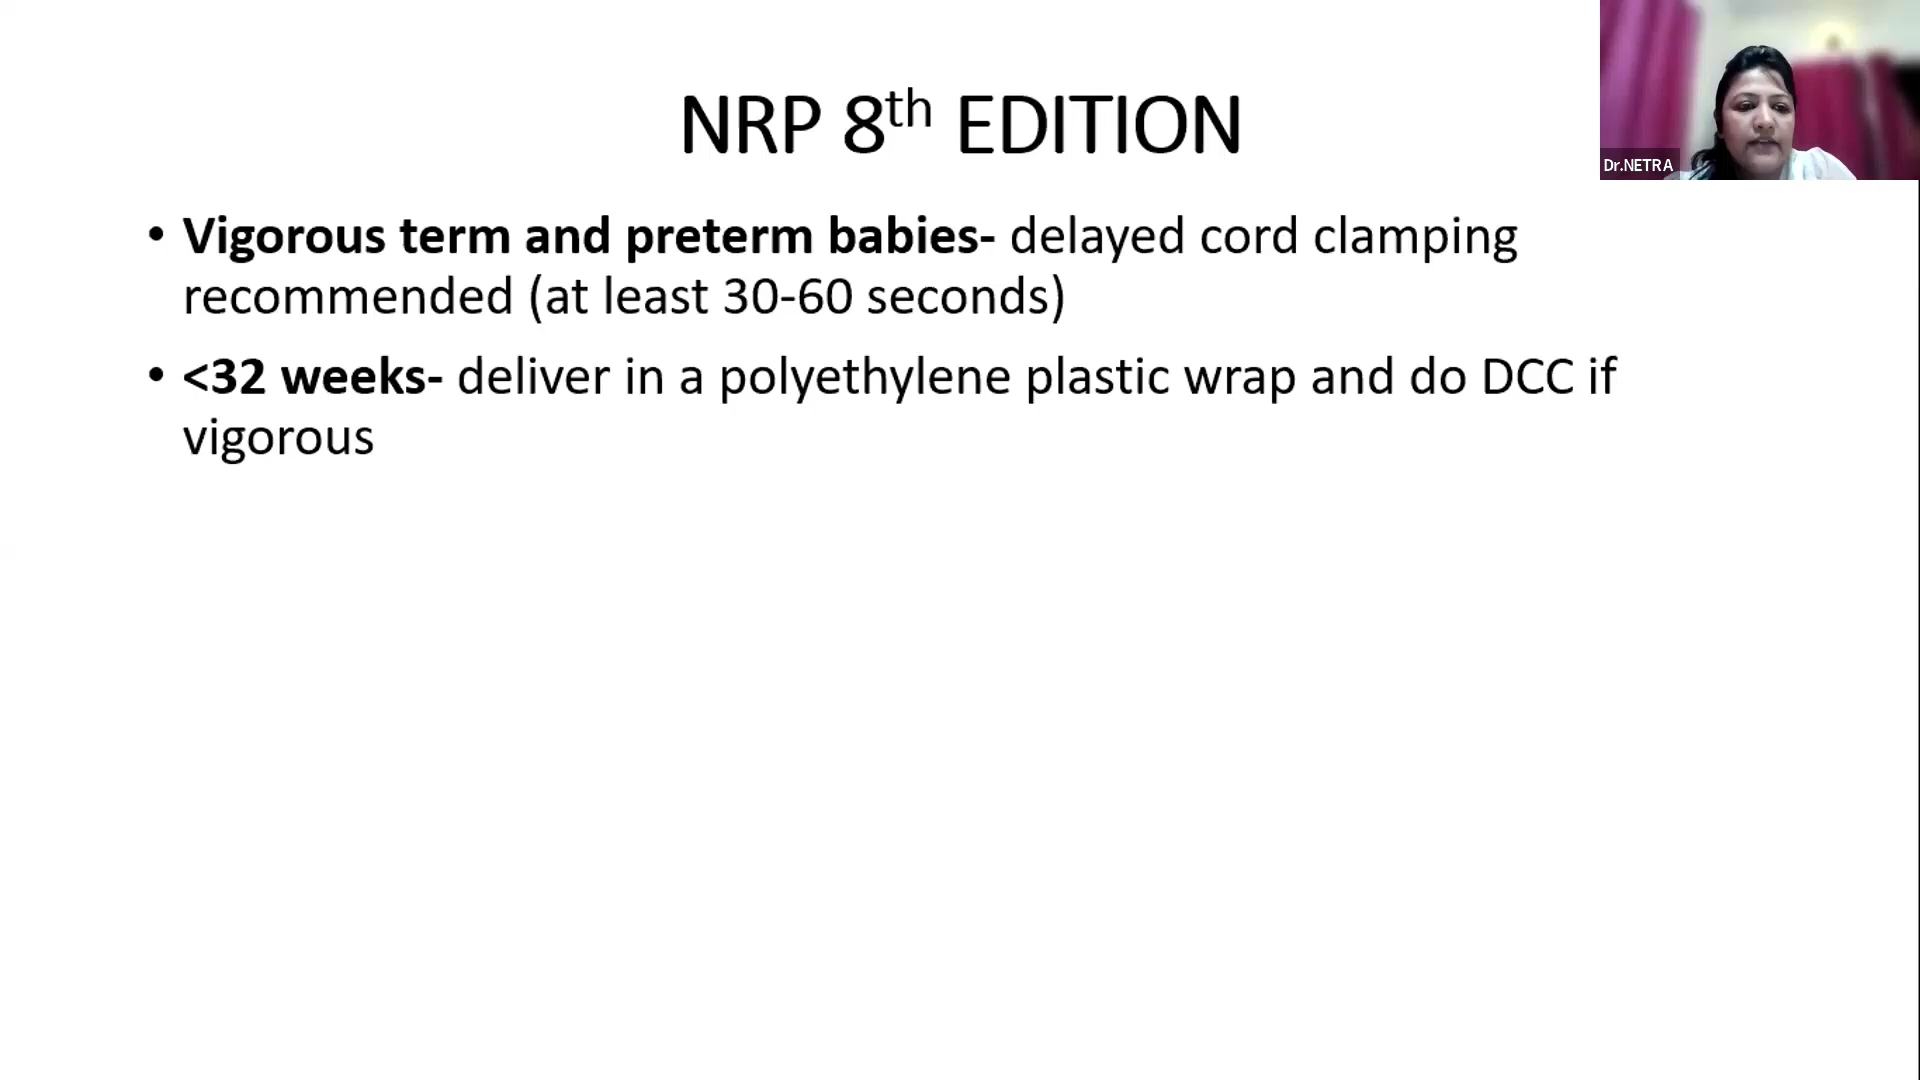 NRP 8th EDITION
Dr.NETRA
• Vigorous term and preterm babies- delayed cord clamping
recommended (at least 30-60 seconds)
• <32 weeks- deliver in a polyethylene plastic wrap and do DCC if
vigorous